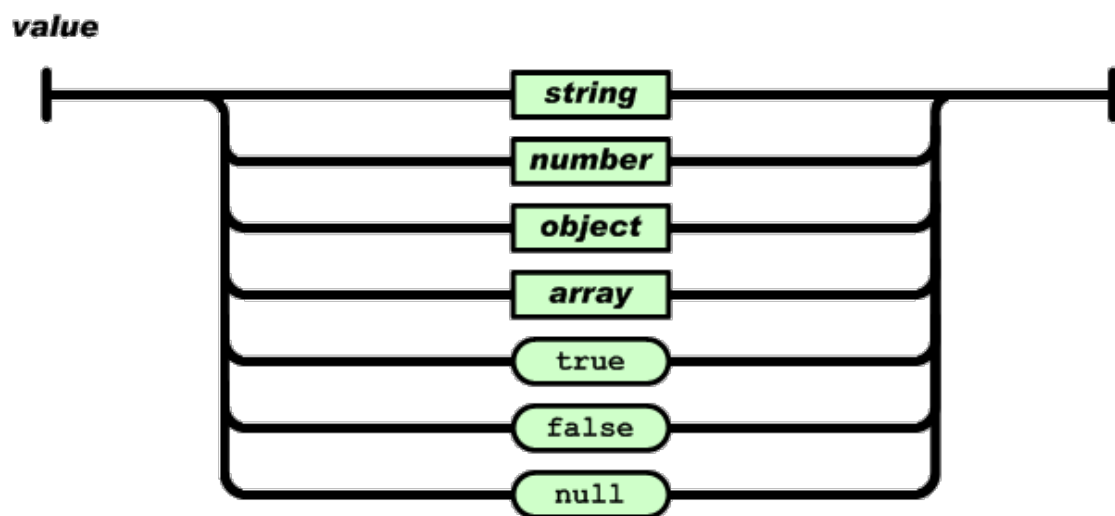 value
string
number
object
array
true
false
null